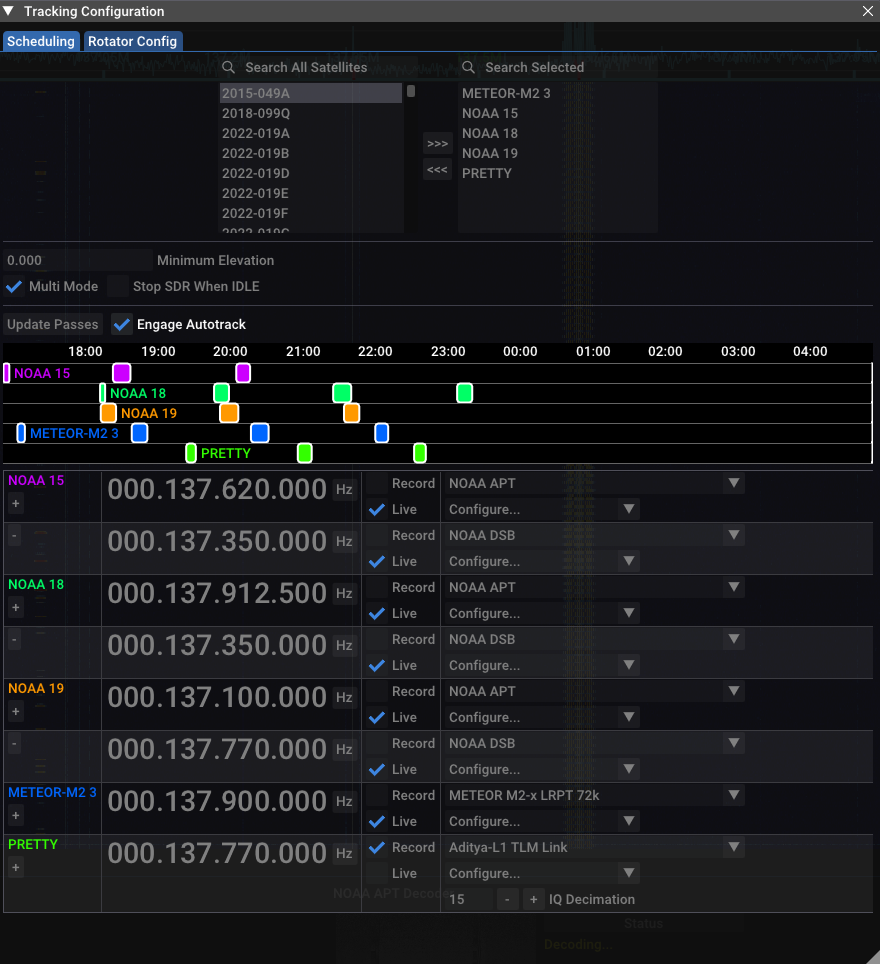 Tracking Configuration
Scheduling Rotator Config
Search All Satellites Search Selected
2015-049A METEOR-M2 3
2018-099Q NOAA 15
2022-019A NOAA 18
2022-019B >>> NOAA 19
2022-019D <<< PRETTY
2022-019E
2022-019F
0.000 Minimum Elevation
Multi Mode Stop SDR When IDLE
Update Passes Engage Autotrack
18:00 19:00 20:00 21:00 22:00 23:00 00:00 01:00 02:00 03:00 04:00
NOAA 15
NOAA 18
NOAA 19
METEOR-M2 3
PRETTY
NOAA 15 000.137.620.000 Hz Record NOAA APT
+ Live Configure...
- 000.137.350.000 Hz Record NOAA DSB
Live Configure...
NOAA 18 000.137.912.500 Hz Record NOAA APT
+ Live Configure...
- 000.137.350.000 Hz Record NOAA DSB
Live Configure...
NOAA 19 000.137.100.000 Hz Record NOAA APT
+ Live Configure...
- 000.137.770.000 Hz Record NOAA DSB
Live Configure...
METEOR-M2 3 000.137.900.000 Hz Record METEOR M2-x LRPT 72k
+ Live Configure...
PRETTY 000.137.770.000 Hz Record Aditya-L1 TLM Link
+ Live Configure...
NOAA APT Decoder 15 - + IQ Decimation
Status
Decoding...